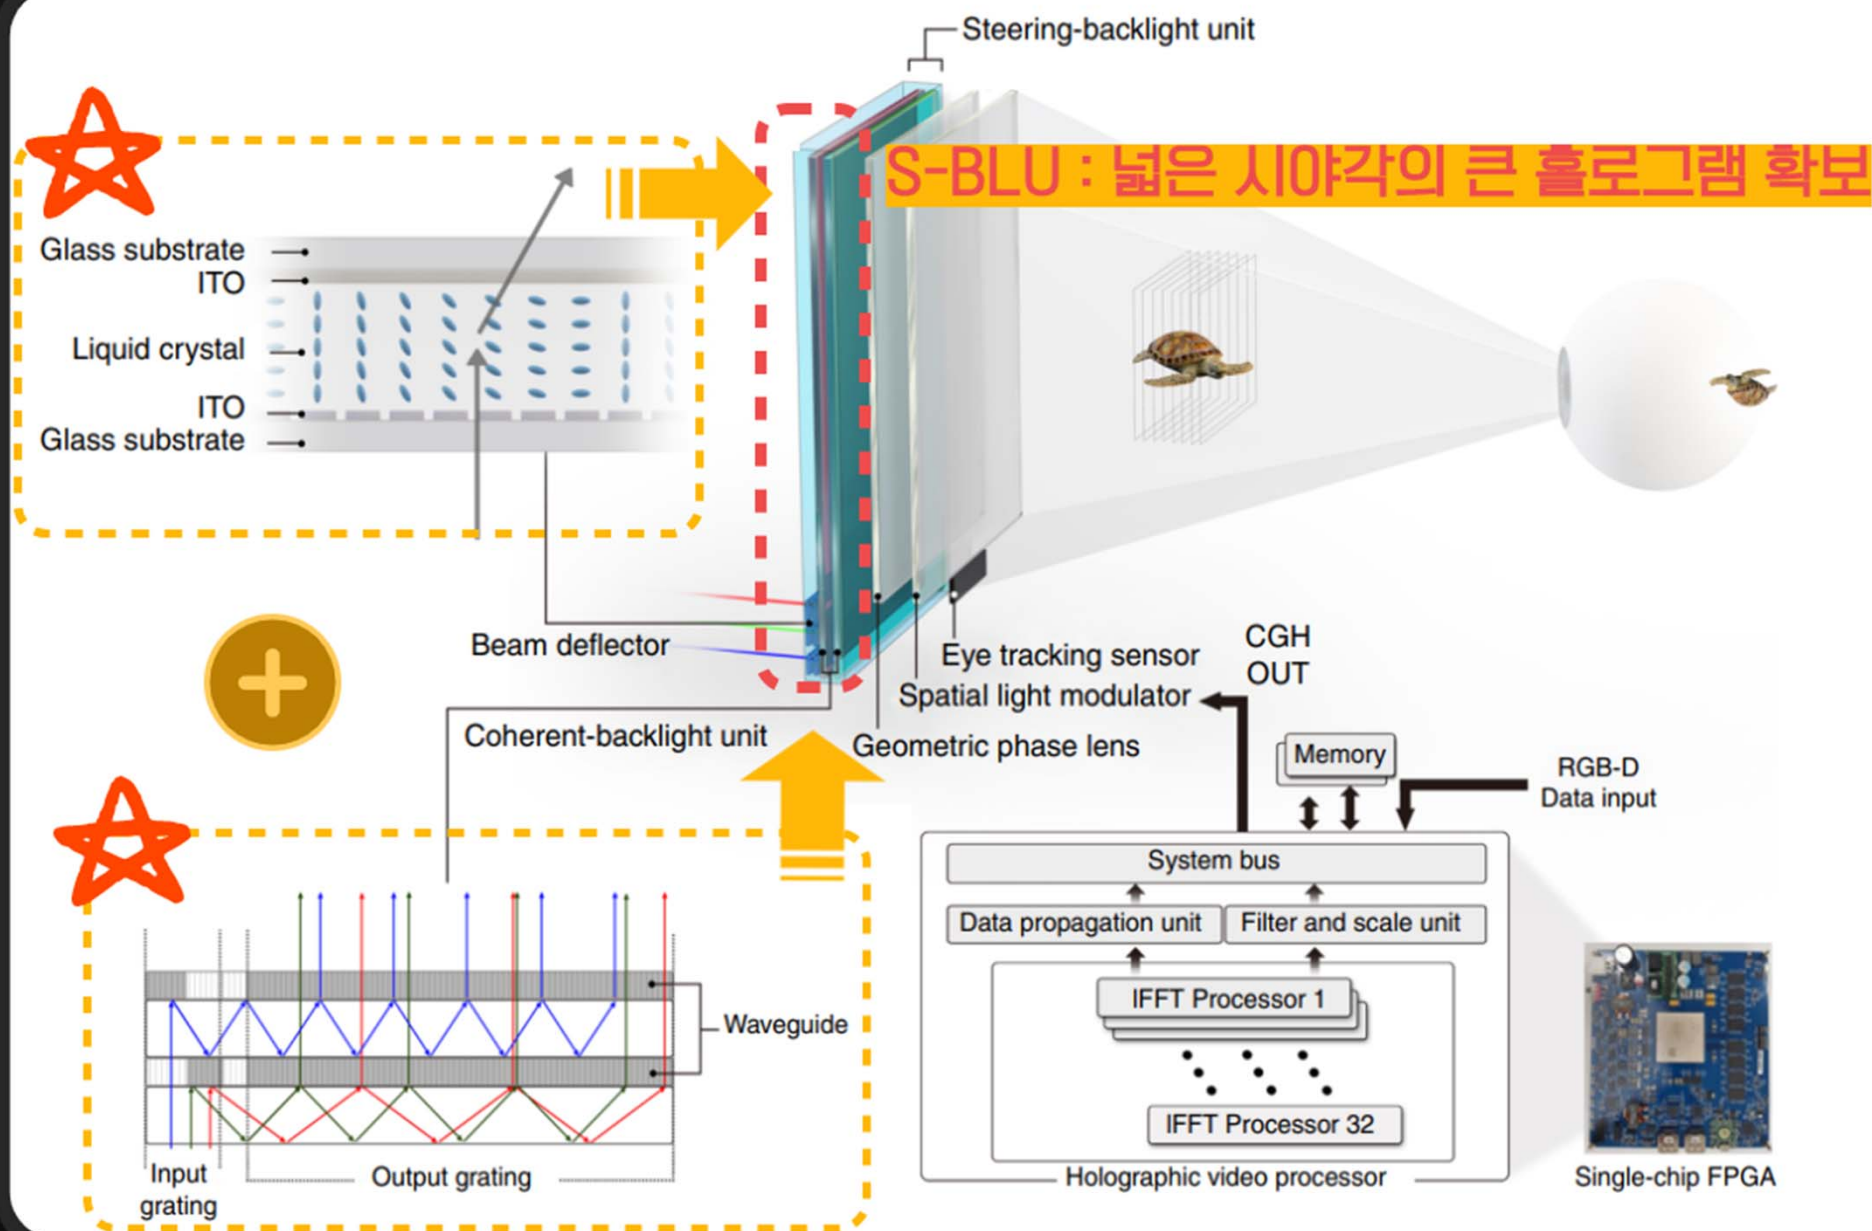 Steering-backlight unit
S-BLU : 넓은 시야각의 큰 홀로그램 확보
Glass substrate
ITO
Liquid crystal
ITO
Glass substrate
Beam deflector
Coherent-backlight unit
Eye tracking sensor
Spatial light modulator
Geometric phase lens
CGH
OUT
Memory
RGB-D
Data input
System bus
Data propagation unit
Filter and scale unit
IFFT Processor 1
IFFT Processor 32
Holographic video processor
Single-chip FPGA
Waveguide
Input
grating
Output grating